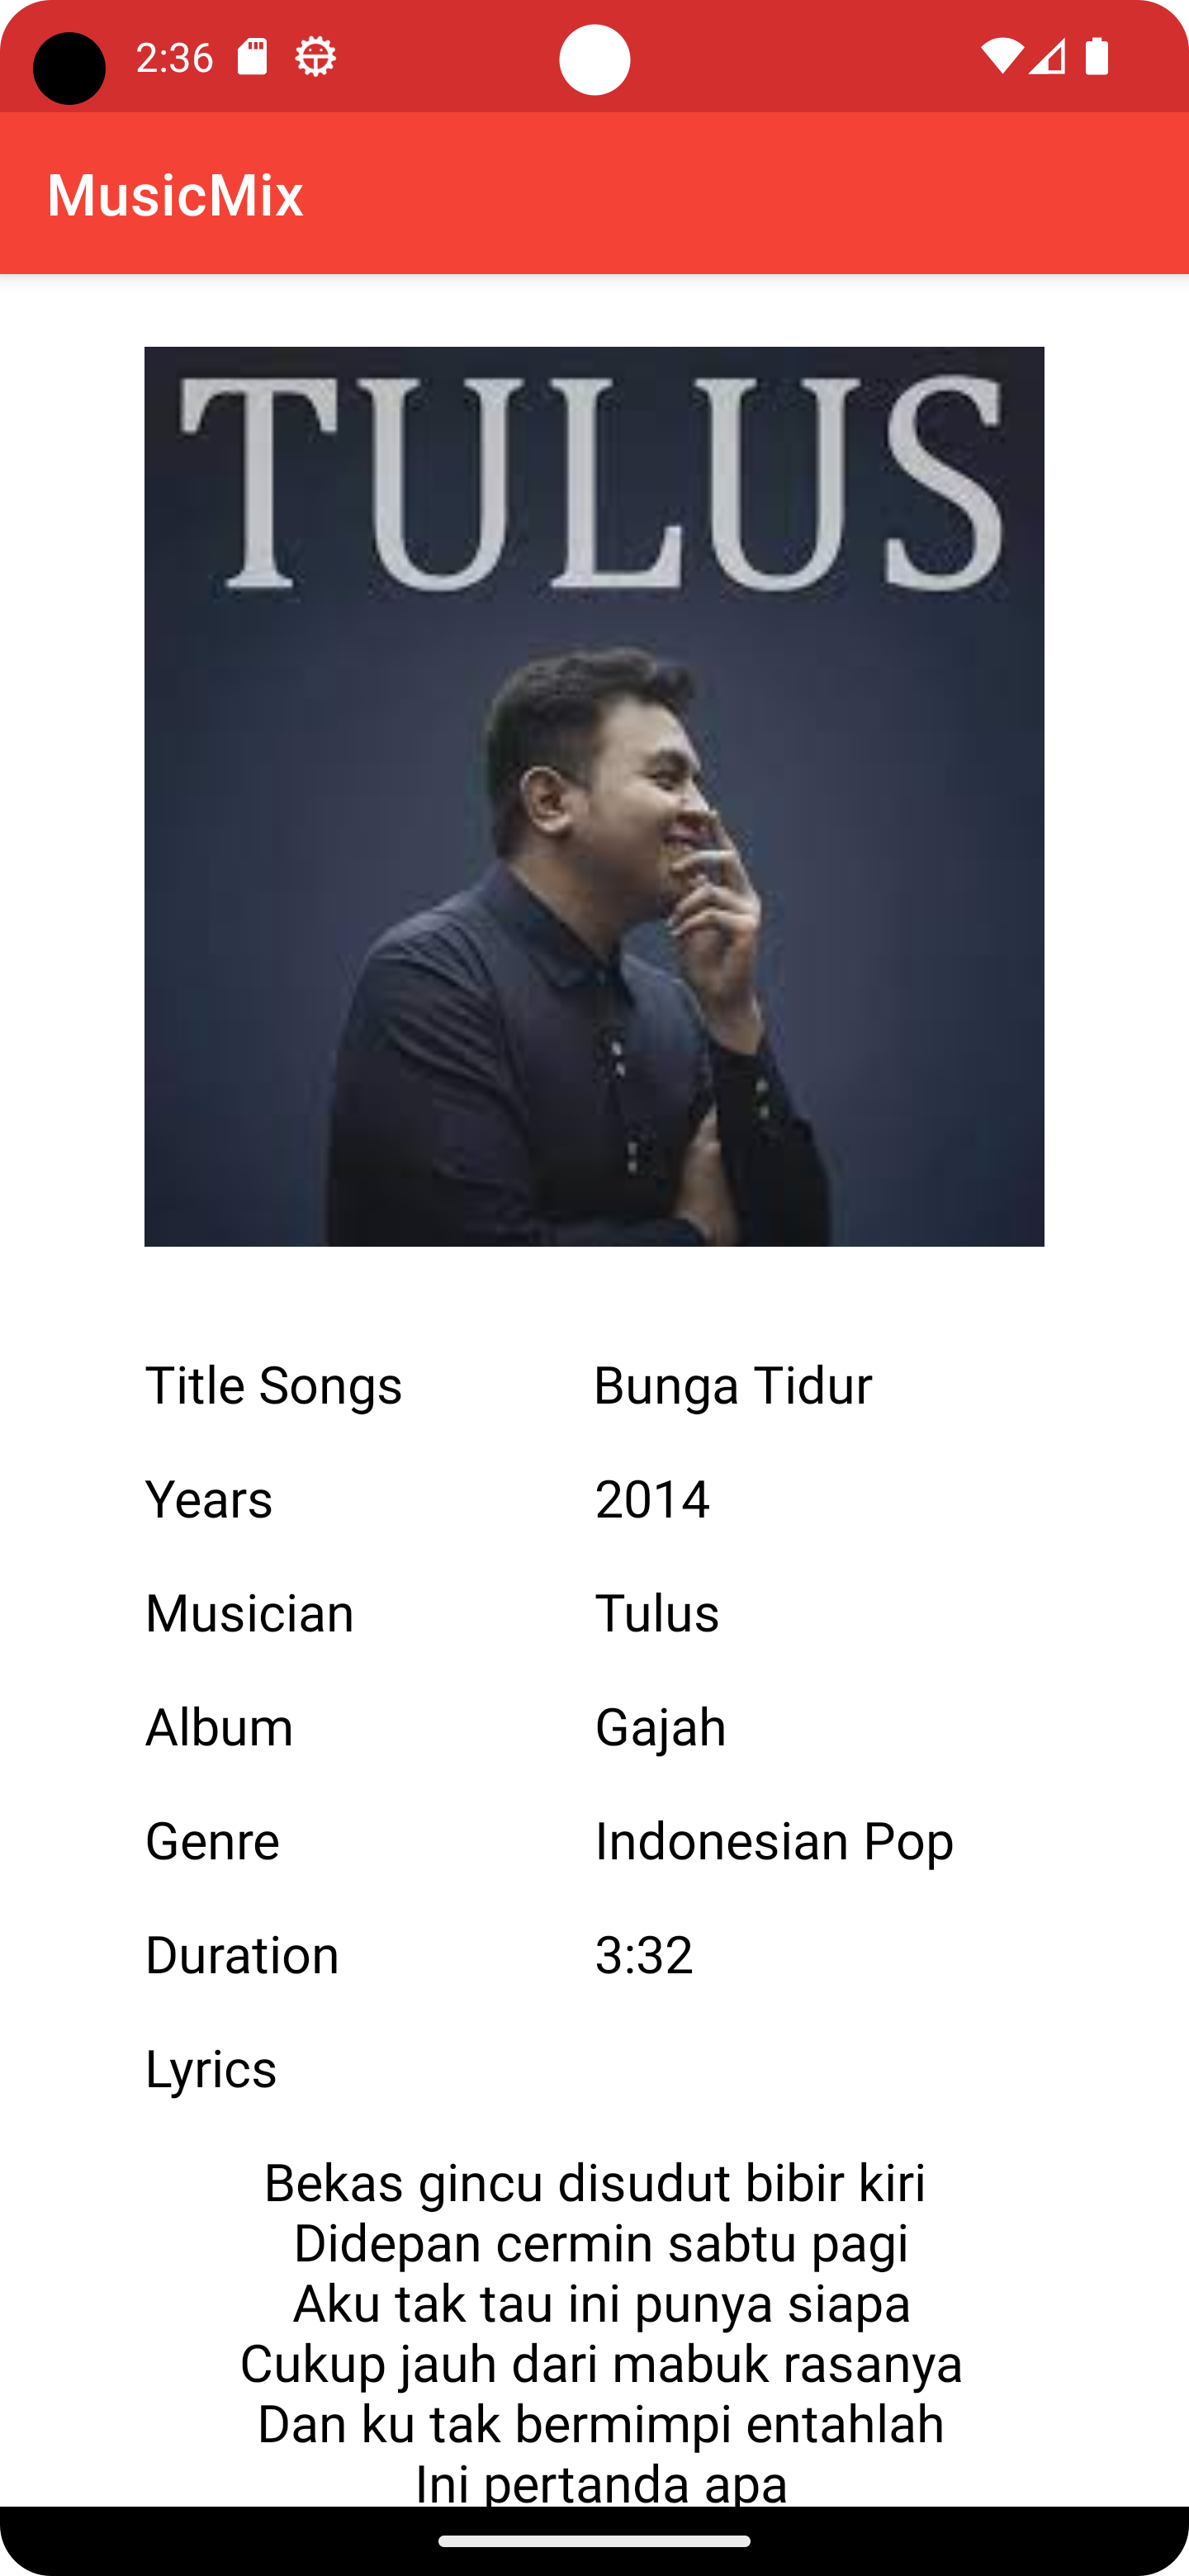 2:36
MusicMix
TULUS
Title Songs Bunga Tidur
Years 2014
Musician Tulus
Album Gajah
Genre Indonesian Pop
Duration 3:32
Lyrics
Bekas gincu disudut bibir kiri
Didepan cermin sabtu pagi
Aku tak tau ini punya siapa
Cukup jauh dari mabuk rasanya
Dan ku tak bermimpi entahlah
Ini pertanda apa